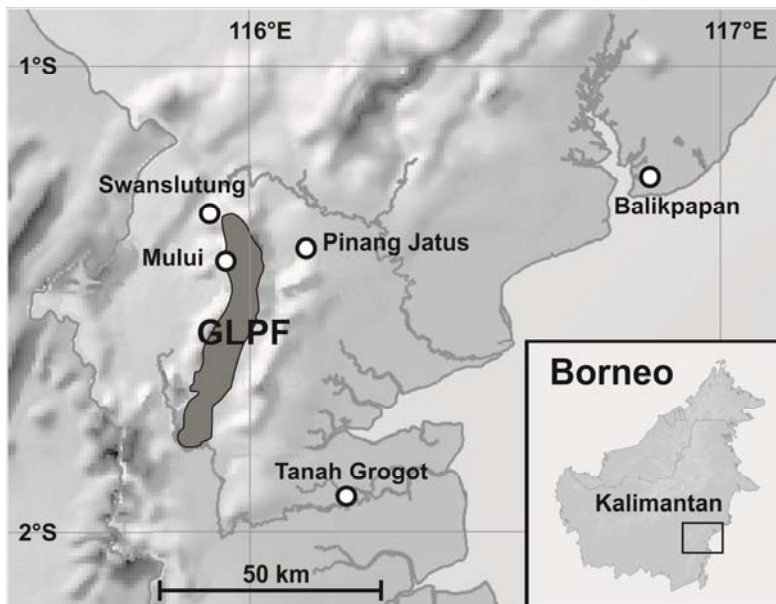 116°E
117°E
1°S
Swanslutung
Balikpapan
Pinang Jatus
Mului
GLPF
Borneo
Tanah Grogot
Kalimantan
2°S
50 km